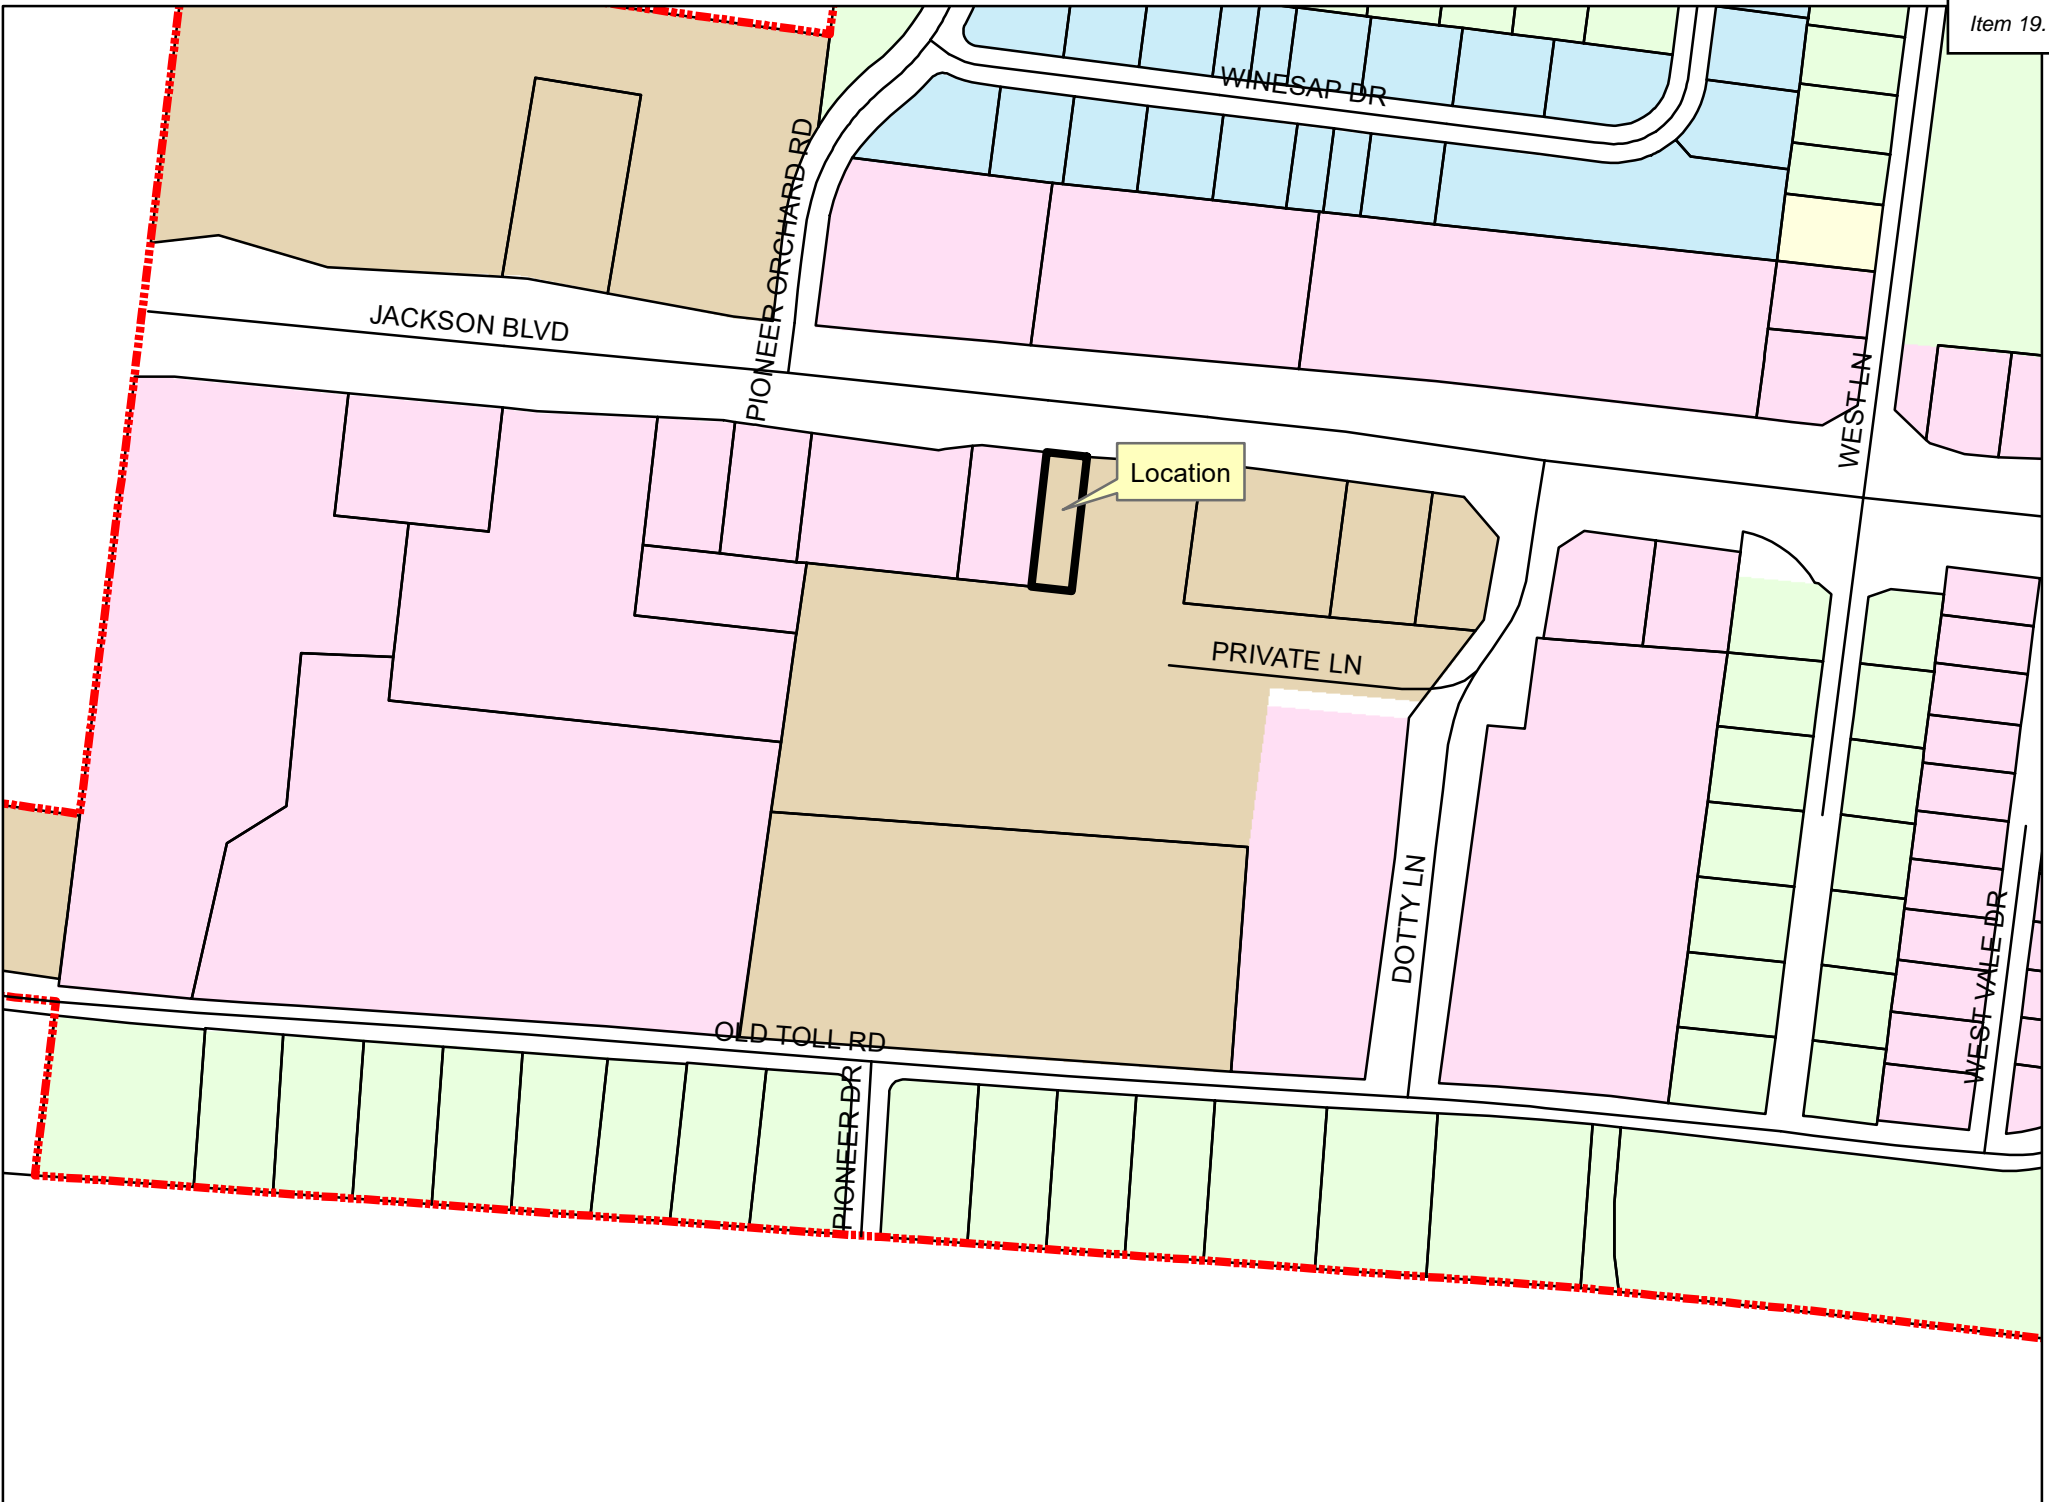 Item 19.
WINESAP DR
PIONEER ORCHARD RD
JACKSON BLVD
WEST LN
Location
PRIVATE LN
DOTTY LN
WEST VALE DR
OLD TOLL RD
PIONEER DR